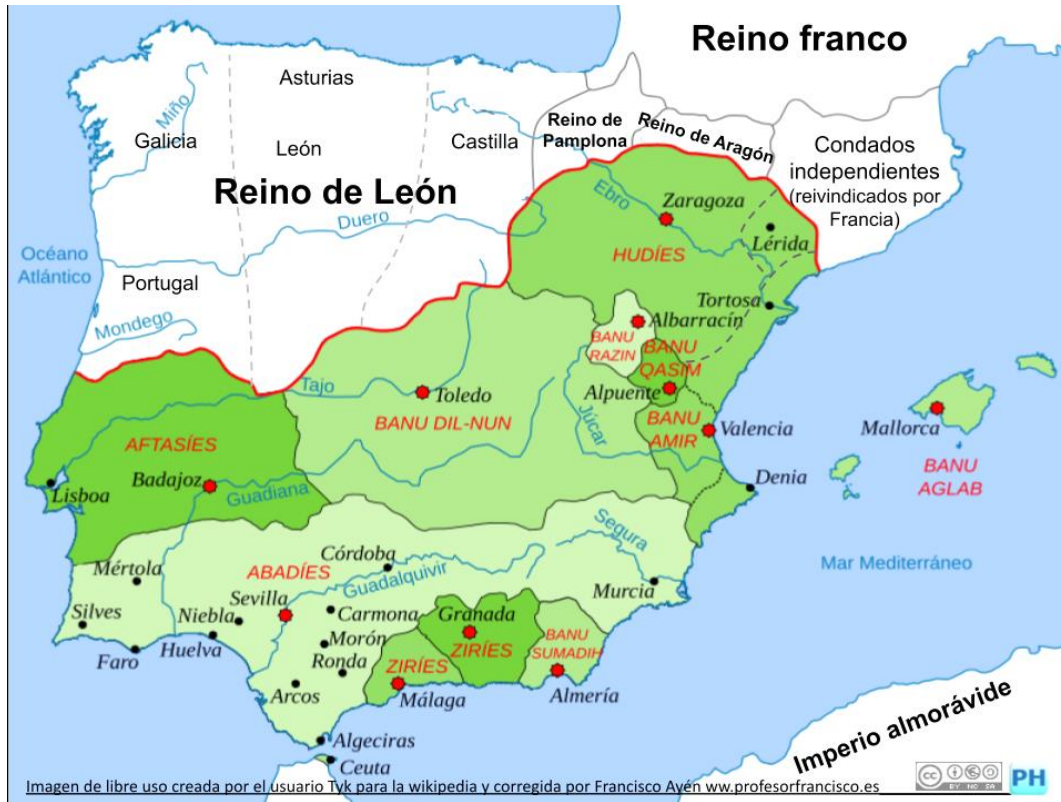 Reino franco
Asturias
Miño
Galicia
León
Castilla
Reino de
Pamplona
Reino de Aragón
Condados
independientes
(reivindicados por
Francia)
Reino de León
Duero
Ebro
Zaragoza
Lérida
HUDÍES
Océano
Atlántico
Portugal
Mondego
Tortosa
Albarracín
BANU
RAZIN
BANU
QASIM
Alpuente
Tajo
Toledo
BANU DIL-NUN
Júcar
BANU
AMIR
Valencia
Mallorca
BANU
AGLAB
AFTASÍES
Badajoz
Guadiana
Lisboa
Denia
Segura
Mar Mediterráneo
Córdoba
Guadalquivir
Mértola
ABADÍES
Sevilla
Murcia
Silves
Niebla
Carmona
Granada
Morón
ZIRÍES
BANU
SUMADIH
Faro
Huelva
Ronda
ZIRÍES
Arcos
Málaga
Almería
Algeciras
Ceuta
Imperio almorávide
Imagen de libre uso creada por el usuario Tyk para la wikipedia y corregida por Francisco Ayén ww.profesorfrancisco.es
cc
BY NC SA
PH